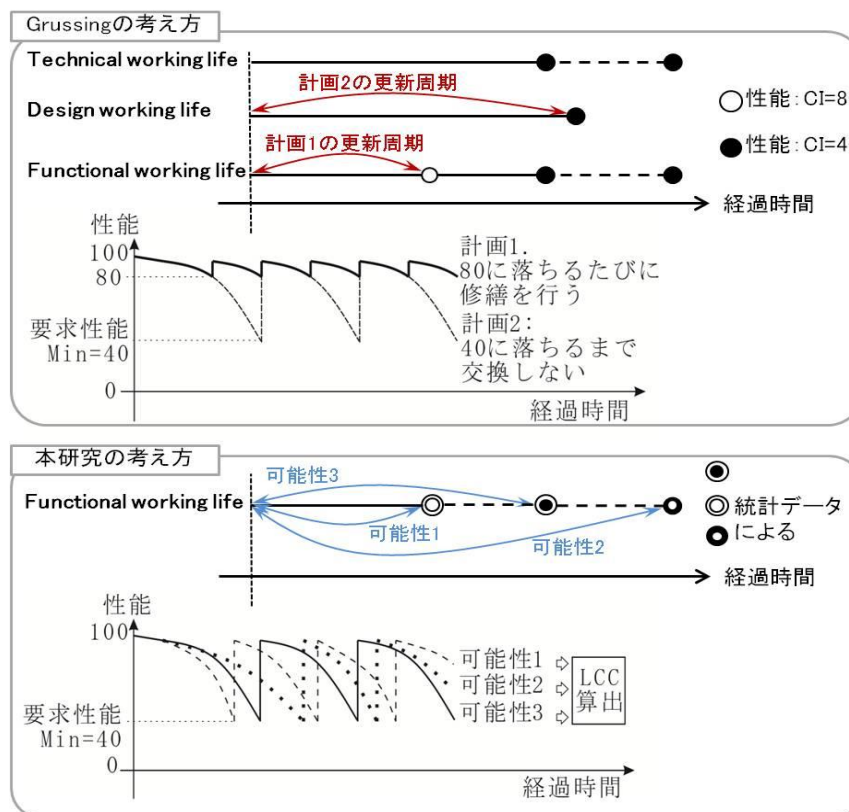 Grussingの考え方
Technical working life
計画2の更新周期
Design working life
○性能：CI=8
計画1の更新周期
●性能：CI=4
Functional working life
経過時間
性能
100
80
計画1.
80に落ちるたびに
修繕を行う
要求性能
Min=40
計画2:
40に落ちるまで
交換しない
0
経過時間
本研究の考え方
可能性3
Functional working life
統計データ
による
可能性1
可能性2
経過時間
性能
100
可能性1
可能性2
可能性3
LCC
算出
要求性能
Min=40
0
経過時間